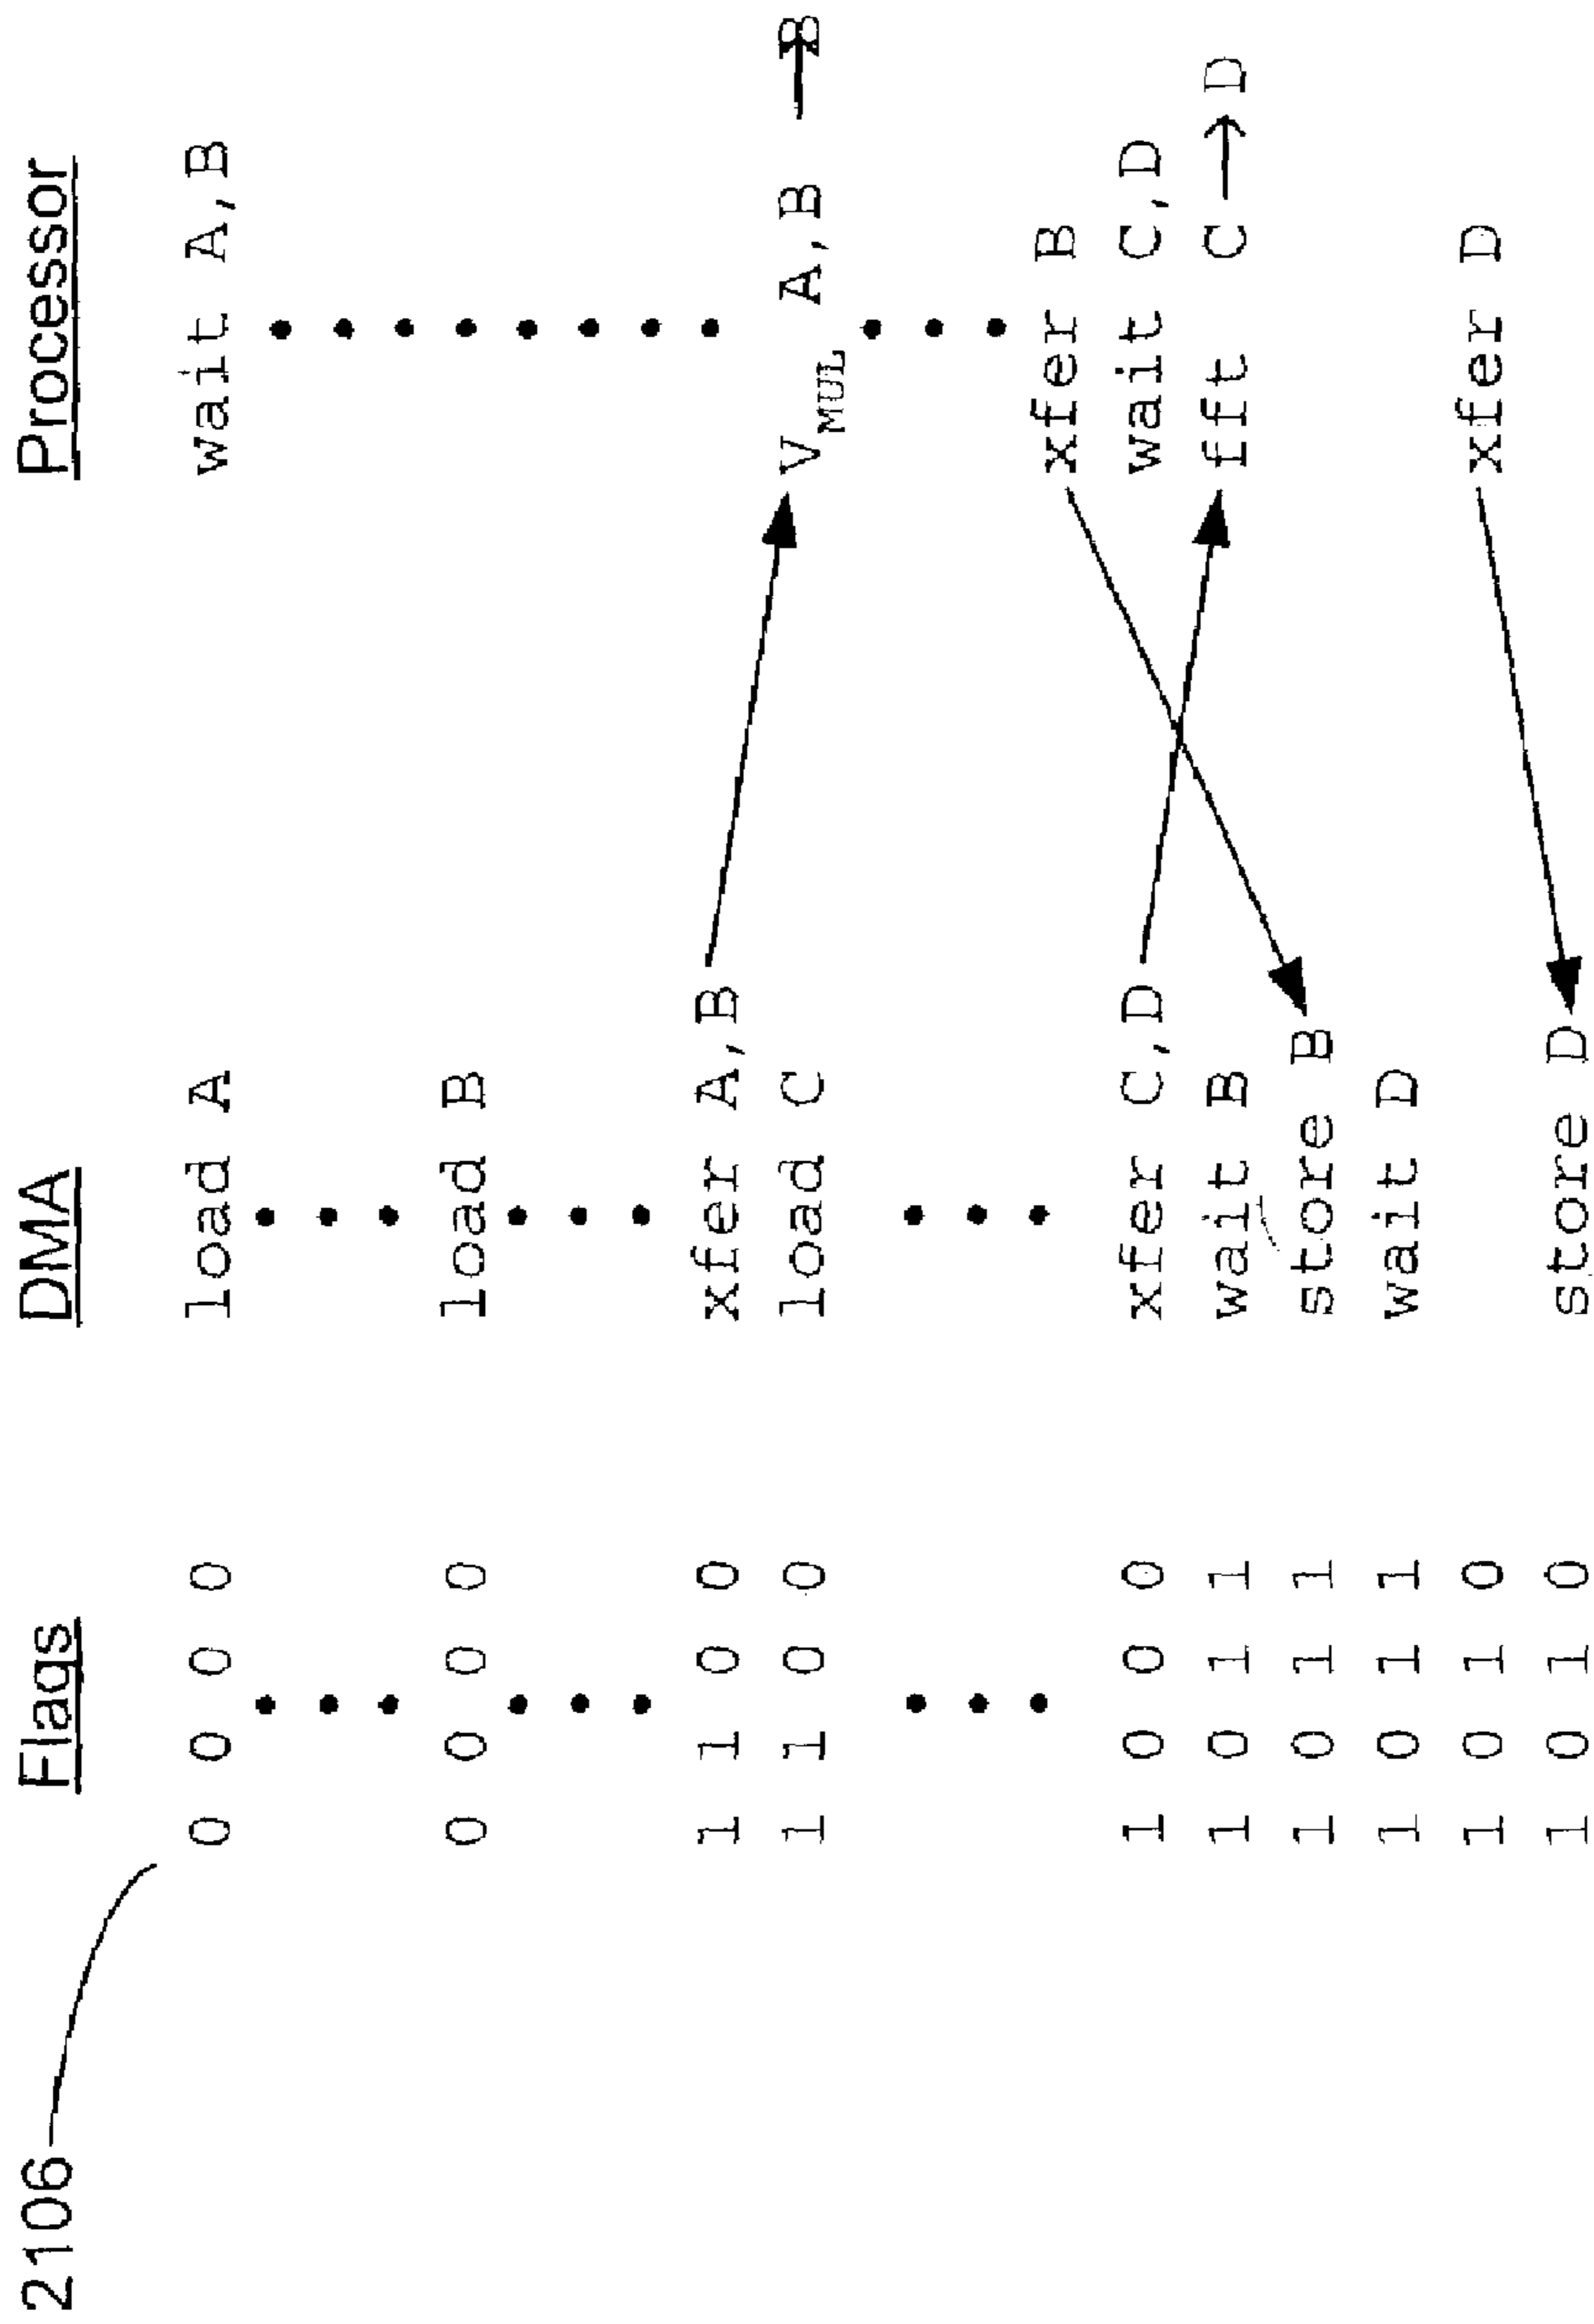 2106
Flags DMA Processor
0 0 0 0 load A wait A,B
0 0 0 0 load B
1 1 0 0 xfer A,B
1 1 0 0 load C V_MUL A,B → B
xfer B
1 0 0 0 xfer C,D wait C,D
1 0 1 1 wait B fft C → D
1 0 1 1 store B
1 0 1 1 wait D
1 0 1 0 xfer D
1 0 1 0 store D